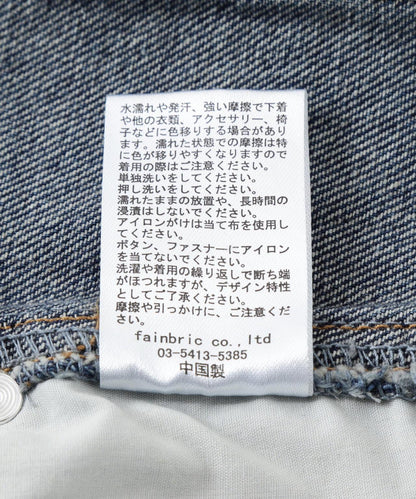 水濡れや発汗、強い摩擦で下着
や他の衣類、アクセサリー、椅
子などに色移りする場合があり
ます。濡れた状態での摩擦は特
に色が移りやすくなりますので
着用の際はご注意ください。
単独洗いをしてください。
押し洗いをしてください。
濡れたままの放置や、長時間の
浸漬はしないでください。
アイロンがけは当て布を使用し
てください。
ボタン、ファスナーにアイロン
を当てないでください。
洗濯や着用の繰り返しで断ち端
がほつれますが、デザイン特性
としてご了承ください。
摩擦や引っかけに、ご注意くださ
い。
fainbric co.,ltd
03-5413-5385
中国製